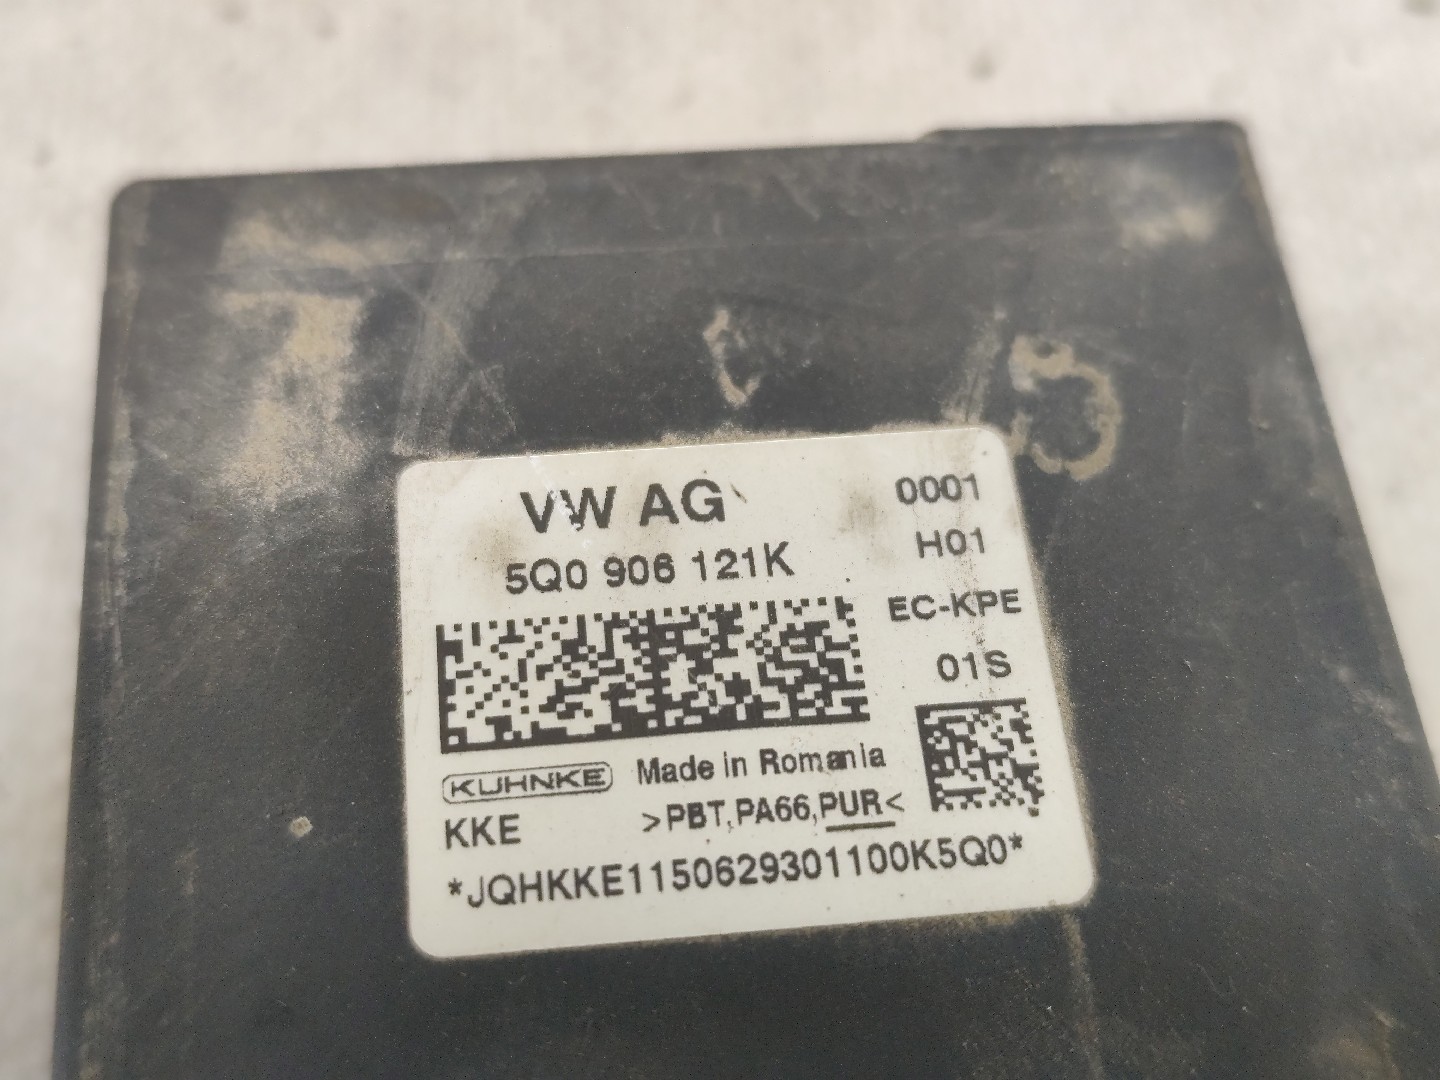 VW AG
0001
5Q0 906 121K
H01
EC-KPE
01S
KUHNKE
Made in Romania
KKE
>PBT,PA66,PUR<
*JQHKKE1150629301100K5Q0*